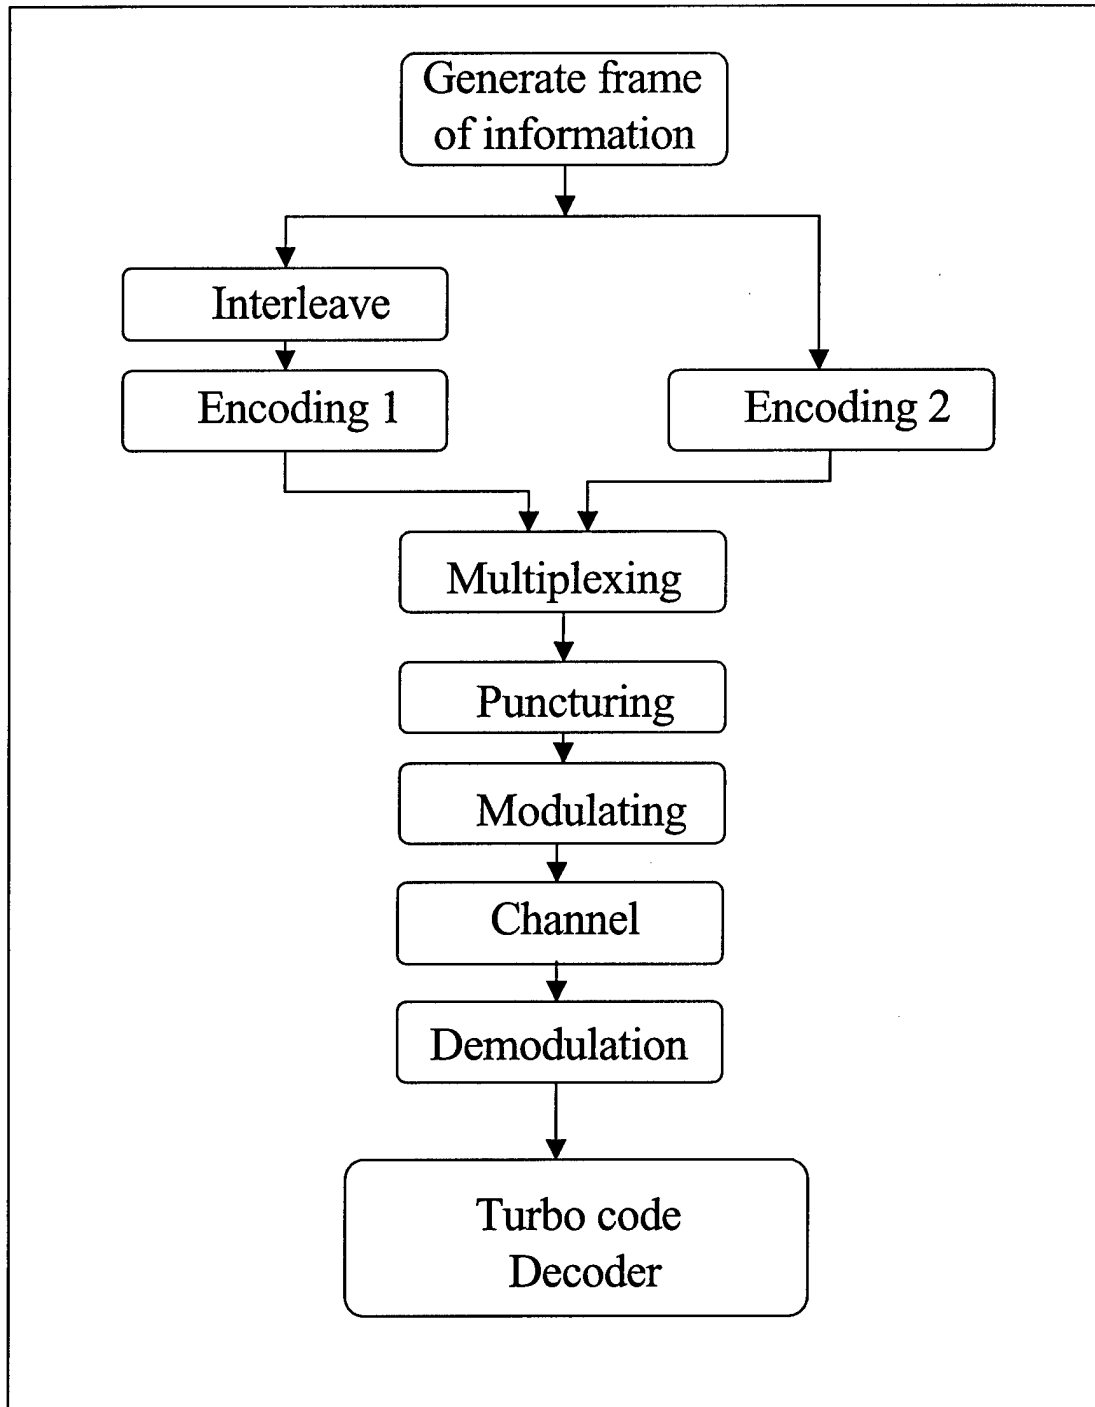 Generate frame
of information
Interleave
Encoding 1
Encoding 2
Multiplexing
Puncturing
Modulating
Channel
Demodulation
Turbo code
Decoder